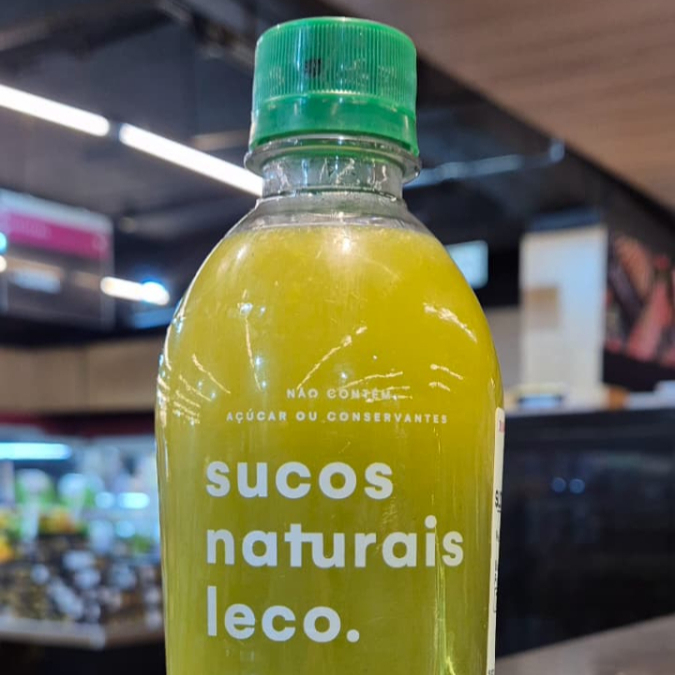 NÃO CONTÉM
AÇÚCAR OU CONSERVANTES
sucos
naturais
leco.